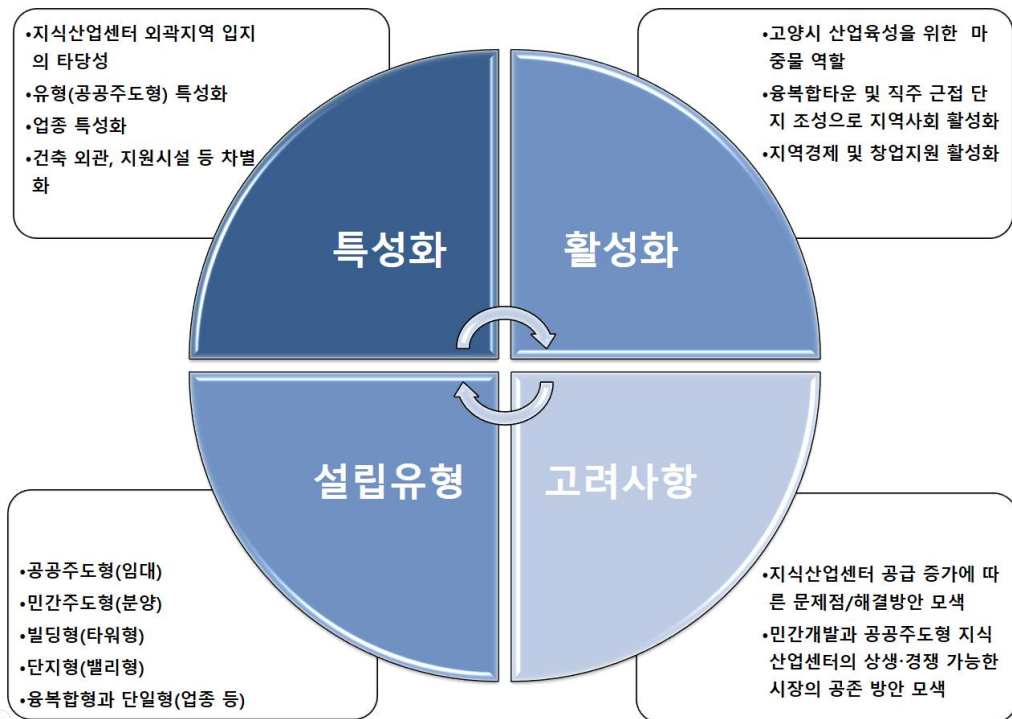 •지식산업센터 외곽지역 입지
의 타당성
•유형(공공주도형) 특성화
•업종 특성화
•건축 외관, 지원시설 등 차별
화
•고양시 산업육성을 위한 마
중물 역할
•융복합타운 및 직주 근접 단
지 조성으로 지역사회 활성화
•지역경제 및 창업지원 활성화
특성화
활성화
설립유형
고려사항
•공공주도형(임대)
•민간주도형(분양)
•빌딩형(타워형)
•단지형(밸리형)
•융복합형과 단일형(업종 등)
•지식산업센터 공급 증가에 따
른 문제점/해결방안 모색
•민간개발과 공공주도형 지식
산업센터의 상생·경쟁 가능한
시장의 공존 방안 모색